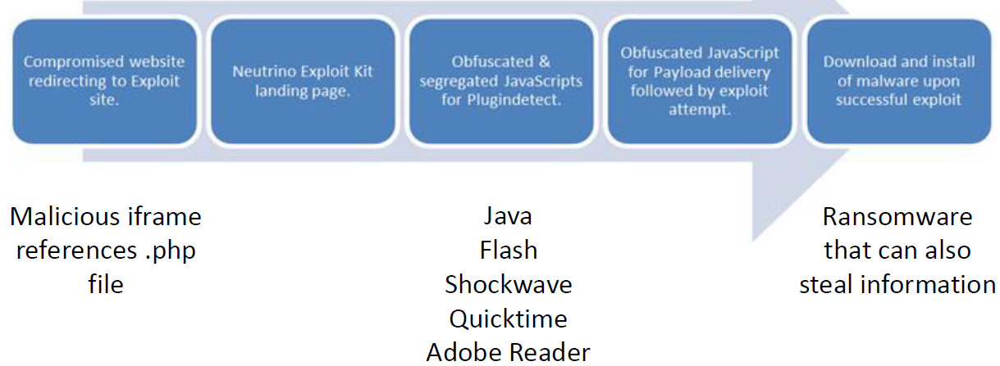 Compromised website
redirecting to Exploit
site.
Neutrino Exploit Kit
landing page.
Obfuscated &
segregated JavaScripts
for Plugindetect.
Obfuscated JavaScript
for Payload delivery
followed by exploit
attempt.
Download and install
of malware upon
successful exploit
Malicious iframe
references .php
file
Java
Flash
Shockwave
Quicktime
Adobe Reader
Ransomware
that can also
steal information